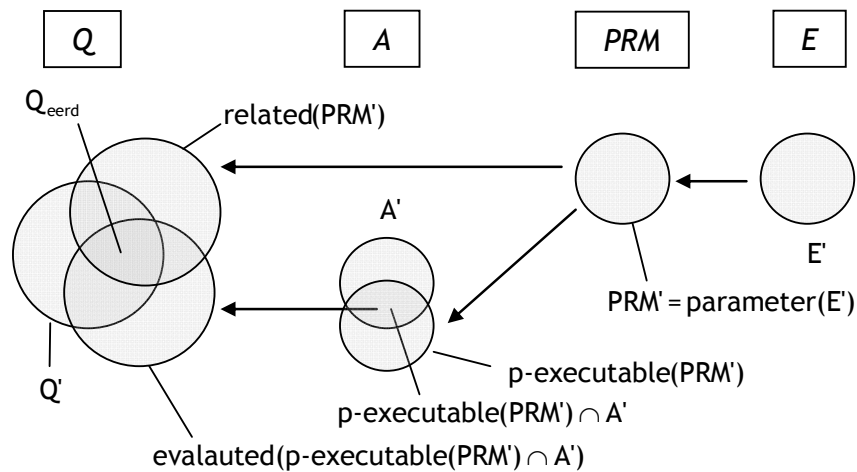 Q
A
PRM
E
Qeerd
related(PRM')
A'
E'
PRM' = parameter(E')
p-executable(PRM')
Q'
p-executable(PRM') ∩ A'
evalauted(p-executable(PRM') ∩ A')